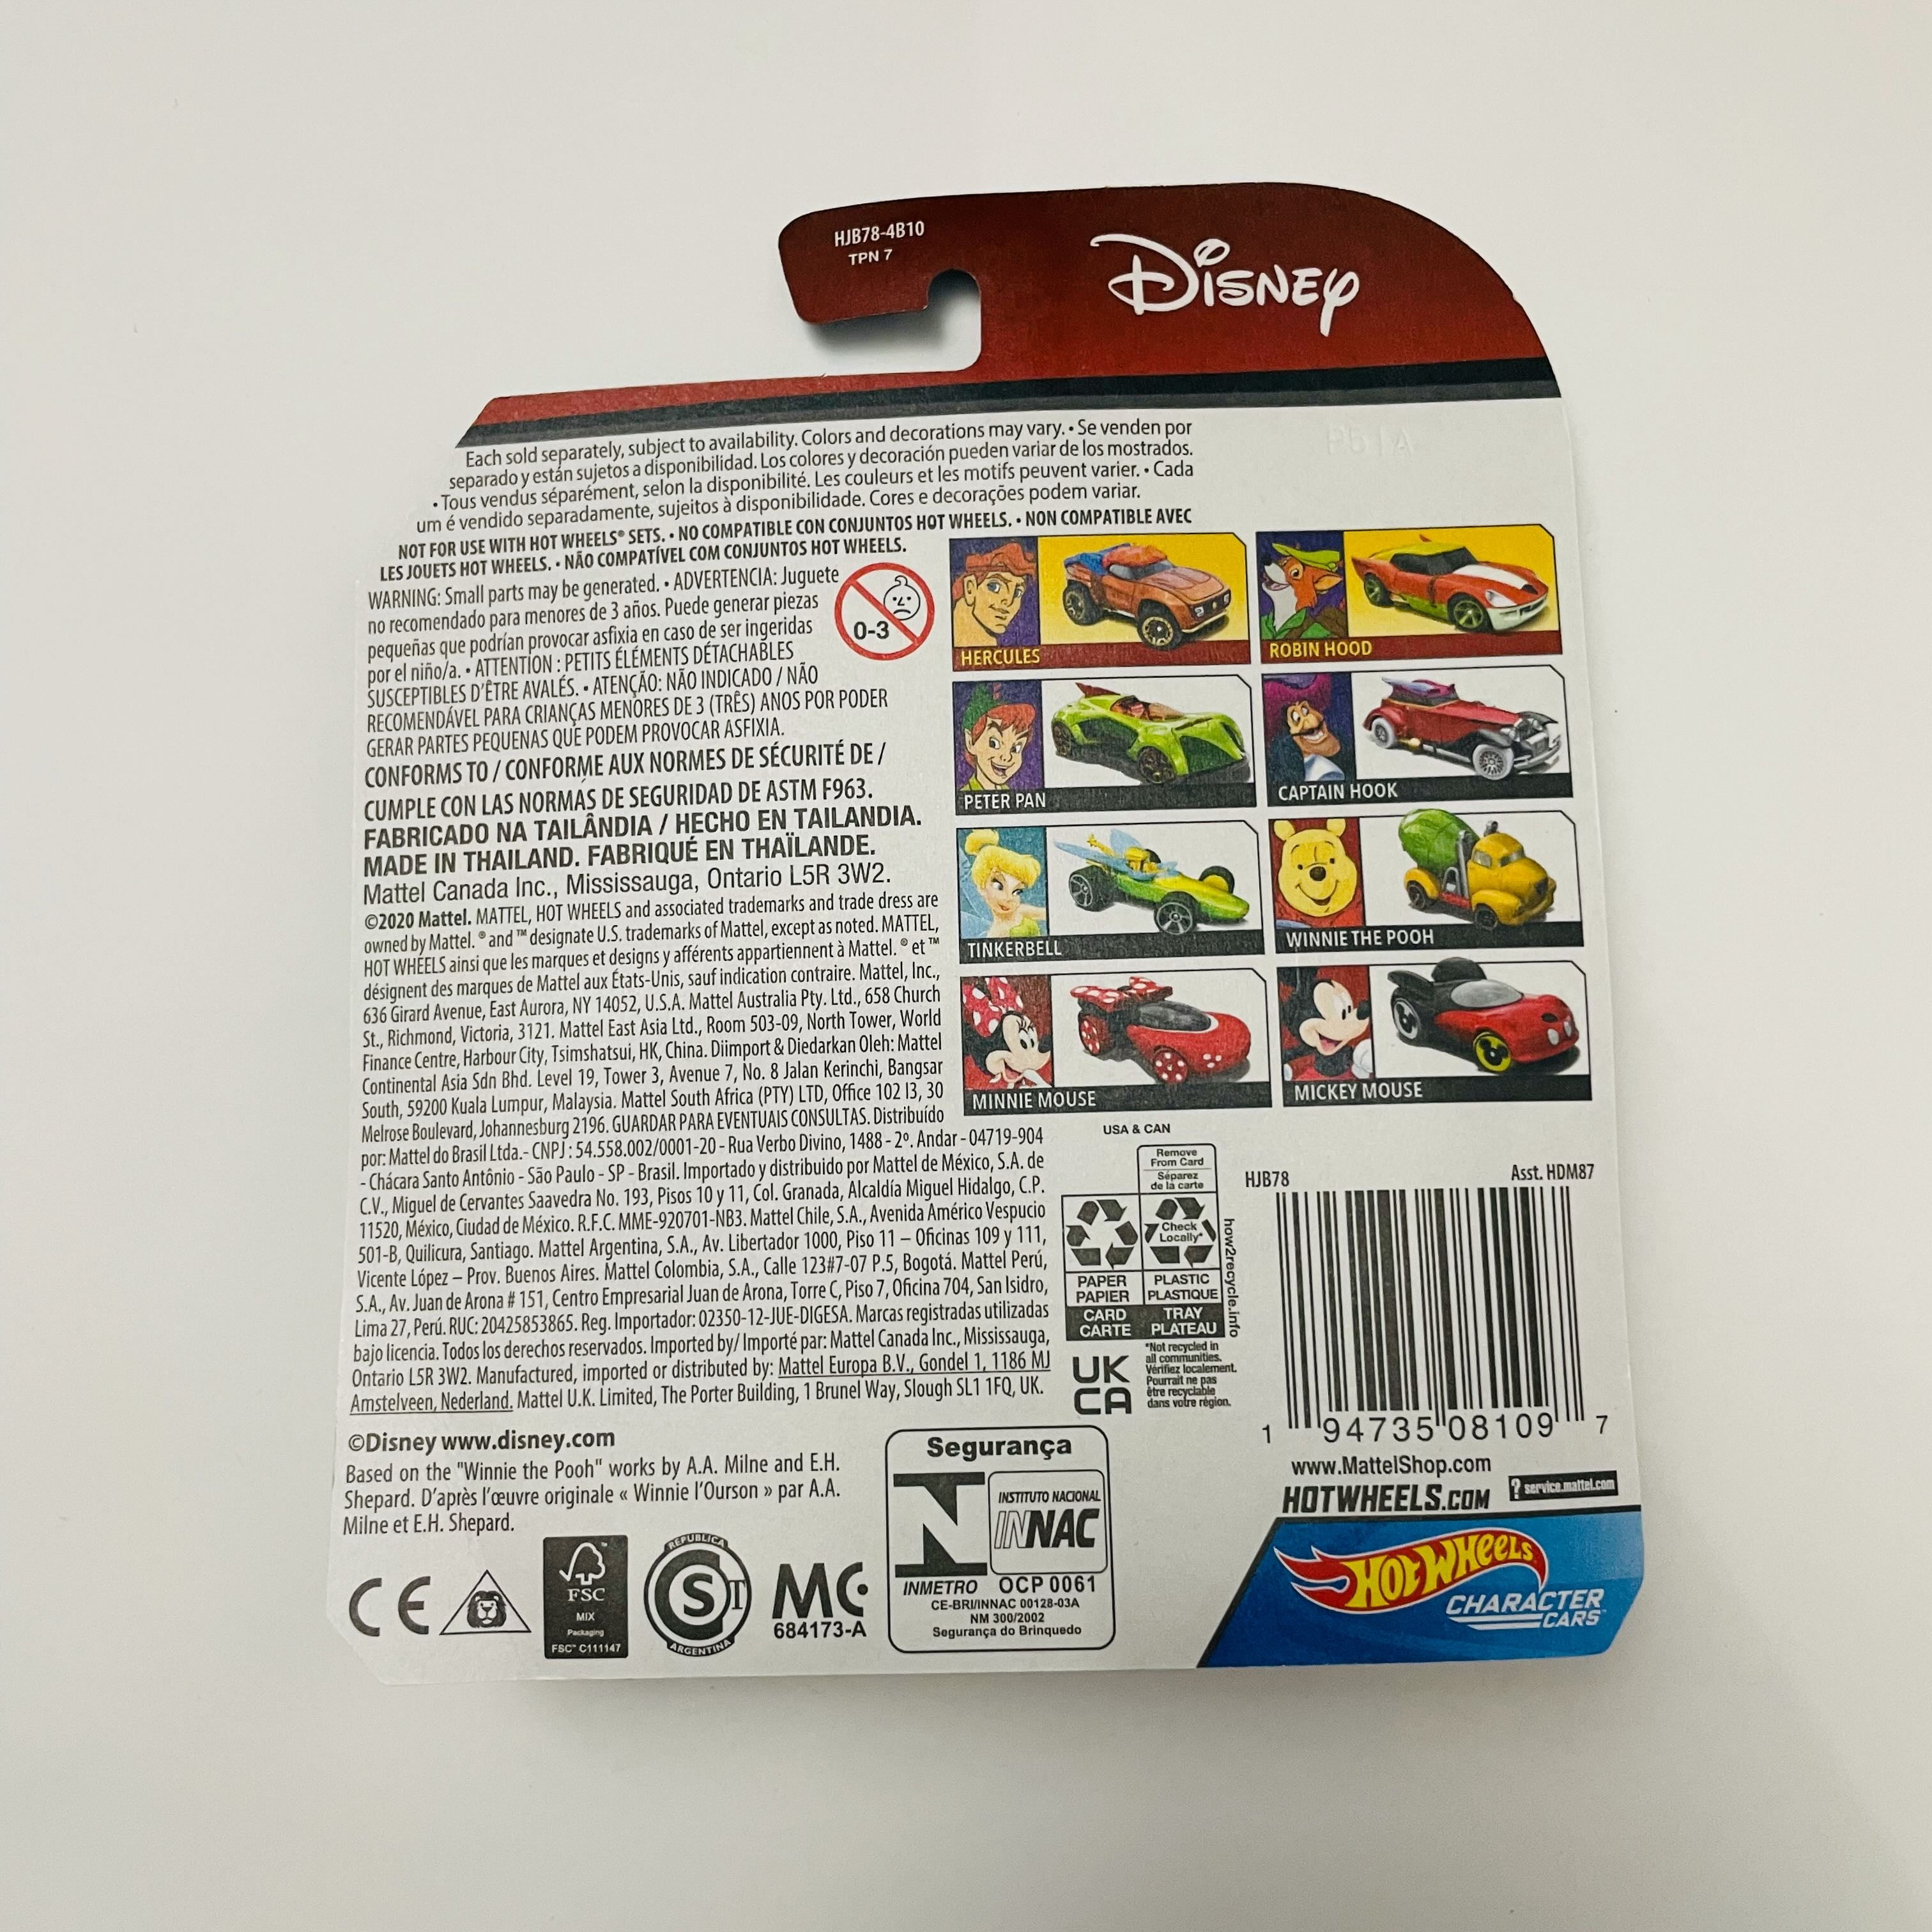 HJB78-4B10
TPN 7
Disney
Each sold separately, subject to availability. Colors and decorations may vary. • Se venden por
separado y están sujetos a disponibilidad. Los colores y decoración pueden variar de los mostrados.
• Tous vendus séparément, selon la disponibilité. Les couleurs et les motifs peuvent varier. • Cada
um é vendido separadamente, sujeitos à disponibilidade. Cores e decorações podem variar.
NOT FOR USE WITH HOT WHEELS® SETS. • NO COMPATIBLE CON CONJUNTOS HOT WHEELS. • NON COMPATIBLE AVEC
LES JOUETS HOT WHEELS. • NÃO COMPATÍVEL COM CONJUNTOS HOT WHEELS.
WARNING: Small parts may be generated. • ADVERTENCIA: Juguete
no recomendado para menores de 3 años. Puede generar piezas
pequeñas que podrían provocar asfixia en caso de ser ingeridas
por el niño/a. • ATTENTION : PETITS ÉLÉMENTS DÉTACHABLES
SUSCEPTIBLES D'ÊTRE AVALÉS. • ATENÇÃO: NÃO INDICADO / NÃO
RECOMENDÁVEL PARA CRIANÇAS MENORES DE 3 (TRÊS) ANOS POR PODER
GERAR PARTES PEQUENAS QUE PODEM PROVOCAR ASFIXIA.
0-3
CONFORMS TO / CONFORME AUX NORMES DE SÉCURITÉ DE /
CUMPLE CON LAS NORMAS DE SEGURIDAD DE ASTM F963.
FABRICADO NA TAILÂNDIA / HECHO EN TAILANDIA.
MADE IN THAILAND. FABRIQUÉ EN THAÏLANDE.
Mattel Canada Inc., Mississauga, Ontario L5R 3W2.
©2020 Mattel. MATTEL, HOT WHEELS and associated trademarks and trade dress are
owned by Mattel. ® and ™ designate U.S. trademarks of Mattel, except as noted. MATTEL,
HOT WHEELS ainsi que les marques et designs y afférents appartiennent à Mattel. ® et ™
désignent des marques de Mattel aux États-Unis, sauf indication contraire. Mattel, Inc.,
636 Girard Avenue, East Aurora, NY 14052, U.S.A. Mattel Australia Pty. Ltd., 658 Church
St., Richmond, Victoria, 3121. Mattel East Asia Ltd., Room 503-09, North Tower, World
Finance Centre, Harbour City, Tsimshatsui, HK, China. Diimport & Diedarkan Oleh: Mattel
Continental Asia Sdn Bhd. Level 19, Tower 3, Avenue 7, No. 8 Jalan Kerinchi, Bangsar
South, 59200 Kuala Lumpur, Malaysia. Mattel South Africa (PTY) LTD, Office 102 I3, 30
Melrose Boulevard, Johannesburg 2196. GUARDAR PARA EVENTUAIS CONSULTAS. Distribuído
por: Mattel do Brasil Ltda.- CNPJ : 54.558.002/0001-20 - Rua Verbo Divino, 1488 - 2º. Andar - 04719-904
- Chácara Santo Antônio - São Paulo - SP - Brasil. Importado y distribuido por Mattel de México, S.A. de
C.V., Miguel de Cervantes Saavedra No. 193, Pisos 10 y 11, Col. Granada, Alcaldía Miguel Hidalgo, C.P.
11520, México, Ciudad de México. R.F.C. MME-920701-NB3. Mattel Chile, S.A., Avenida Américo Vespucio
501-B, Quilicura, Santiago. Mattel Argentina, S.A., Av. Libertador 1000, Piso 11 – Oficinas 109 y 111,
Vicente López – Prov. Buenos Aires. Mattel Colombia, S.A., Calle 123#7-07 P.5, Bogotá. Mattel Perú,
S.A., Av. Juan de Arona # 151, Centro Empresarial Juan de Arona, Torre C, Piso 7, Oficina 704, San Isidro,
Lima 27, Perú. RUC: 20425853865. Reg. Importador: 02350-12-JUE-DIGESA. Marcas registradas utilizadas
bajo licencia. Todos los derechos reservados. Imported by/ Importé par: Mattel Canada Inc., Mississauga,
Ontario L5R 3W2. Manufactured, imported or distributed by: Mattel Europa B.V., Gondel 1, 1186 MJ
Amstelveen, Nederland. Mattel U.K. Limited, The Porter Building, 1 Brunel Way, Slough SL1 1FQ, UK.
©Disney www.disney.com
Based on the "Winnie the Pooh" works by A.A. Milne and E.H.
Shepard. D'après l'œuvre originale « Winnie l'Ourson » par A.A.
Milne et E.H. Shepard.
HERCULES
ROBIN HOOD
PETER PAN
CAPTAIN HOOK
TINKERBELL
WINNIE THE POOH
MINNIE MOUSE
MICKEY MOUSE
USA & CAN
Remove
From Card
Séparez
de la carte
Check
Locally*
PAPER
PAPIER
PLASTIC
PLASTIQUE
CARD
CARTE
TRAY
PLATEAU
how2recycle.info
*Not recycled in
all communities.
Vérifiez localement.
Pourrait ne pas
être recyclable
dans votre région.
UK
CA
HJB78
Asst. HDM87
1 94735 08109 7
www.MattelShop.com
HOTWHEELS.COM
? service.mattel.com
HOT WHEELS
CHARACTER
CARS™
CE
FSC
MIX
Packaging
FSC™ C111147
REPUBLICA
S T
ARGENTINA
MC
684173-A
Segurança
INSTITUTO NACIONAL
INNAC
INMETRO OCP 0061
CE-BRI/INNAC 00128-03A
NM 300/2002
Segurança do Brinquedo